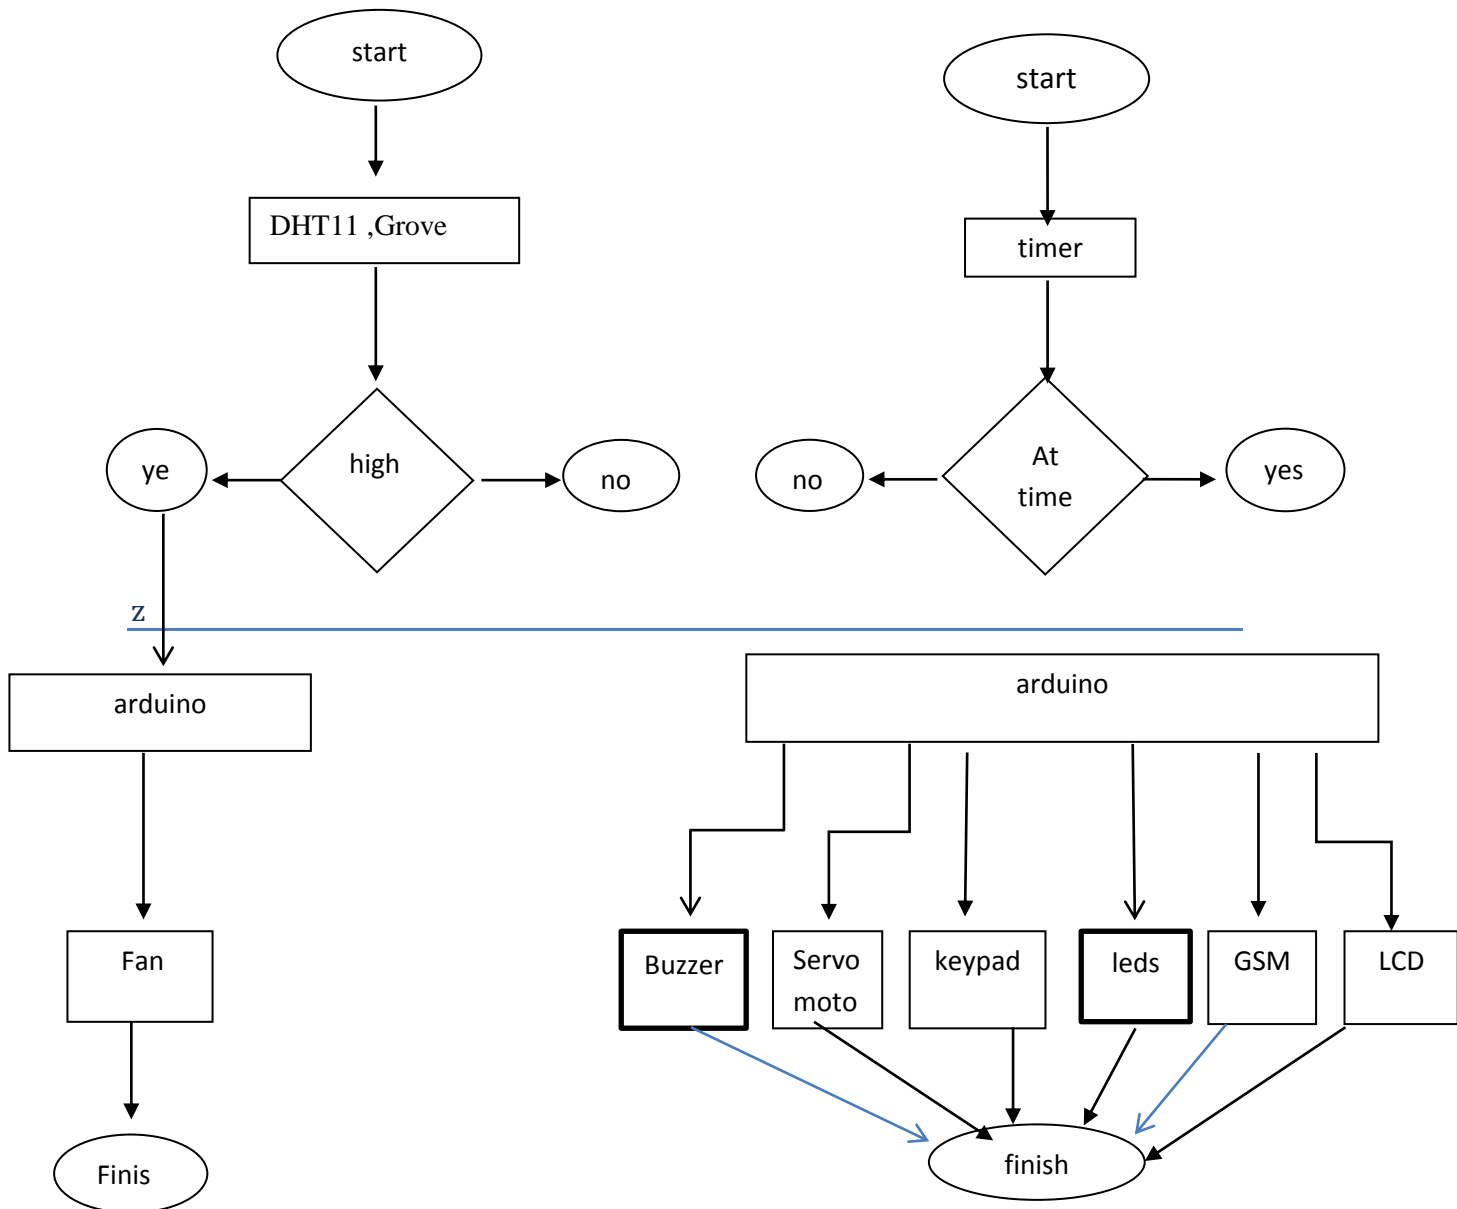 start
DHT11 ,Grove
high
ye
no
z
arduino
Fan
Finis
start
timer
At
time
no
yes
arduino
Buzzer
Servo
moto
keypad
leds
GSM
LCD
finish